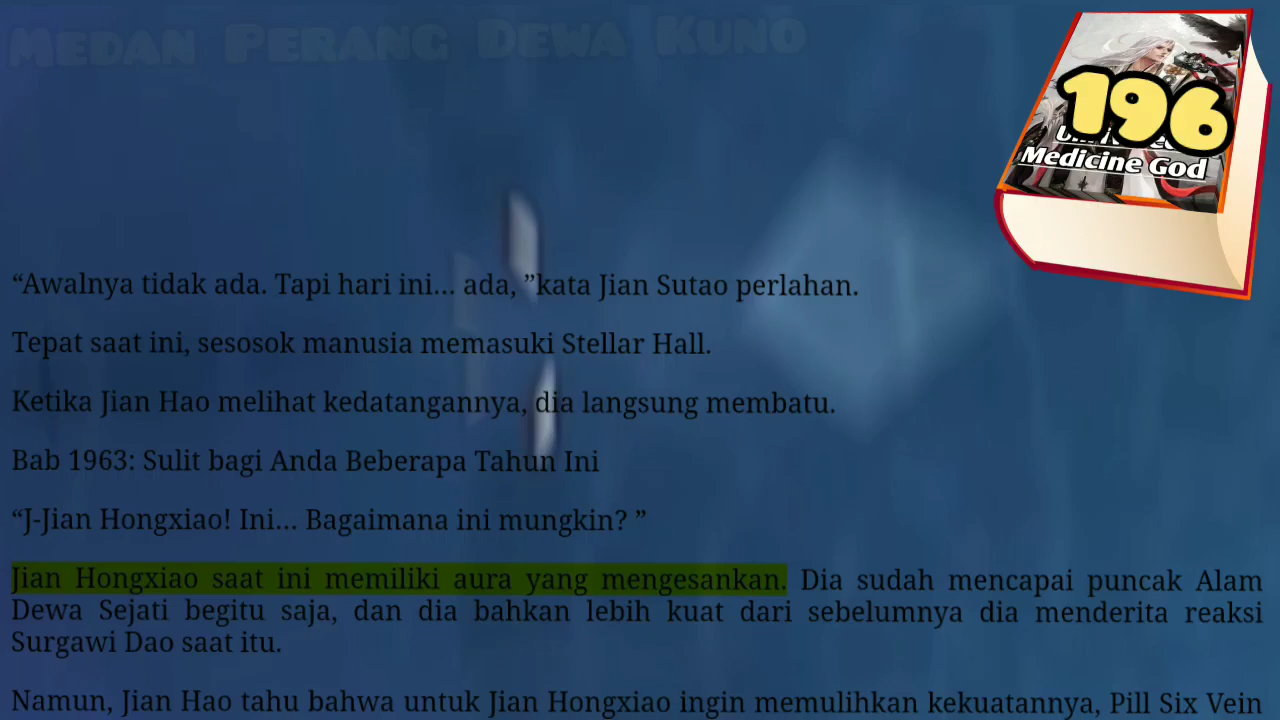 Medan Perang Dewa Kuno
196
Medicine God
“Awalnya tidak ada. Tapi hari ini... ada, ”kata Jian Sutao perlahan.
Tepat saat ini, sesosok manusia memasuki Stellar Hall.
Ketika Jian Hao melihat kedatangannya, dia langsung membatu.
Bab 1963: Sulit bagi Anda Beberapa Tahun Ini
“J-Jian Hongxiao! Ini... Bagaimana ini mungkin? ”
Jian Hongxiao saat ini memiliki aura yang mengesankan. Dia sudah mencapai puncak Alam
Dewa Sejati begitu saja, dan dia bahkan lebih kuat dari sebelumnya dia menderita reaksi
Surgawi Dao saat itu.
Namun, Jian Hao tahu bahwa untuk Jian Hongxiao ingin memulihkan kekuatannya, Pill Six Vein